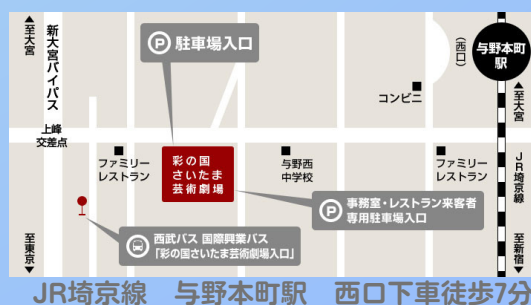 ▲至大宮
新大宮バイパス
上峰
交差点
至東京▼
P 駐車場入口
ファミリー
レストラン
彩の国
さいたま
芸術劇場
西武バス 国際興業バス
「彩の国さいたま芸術劇場入口」
与野西
中学校
コンビニ
(西口)
与野本町
駅
▲至大宮
JR埼京線
至新宿▼
ファミリー
レストラン
P 事務室・レストラン来客者
専用駐車場入口
JR埼京線 与野本町駅 西口下車徒歩7分